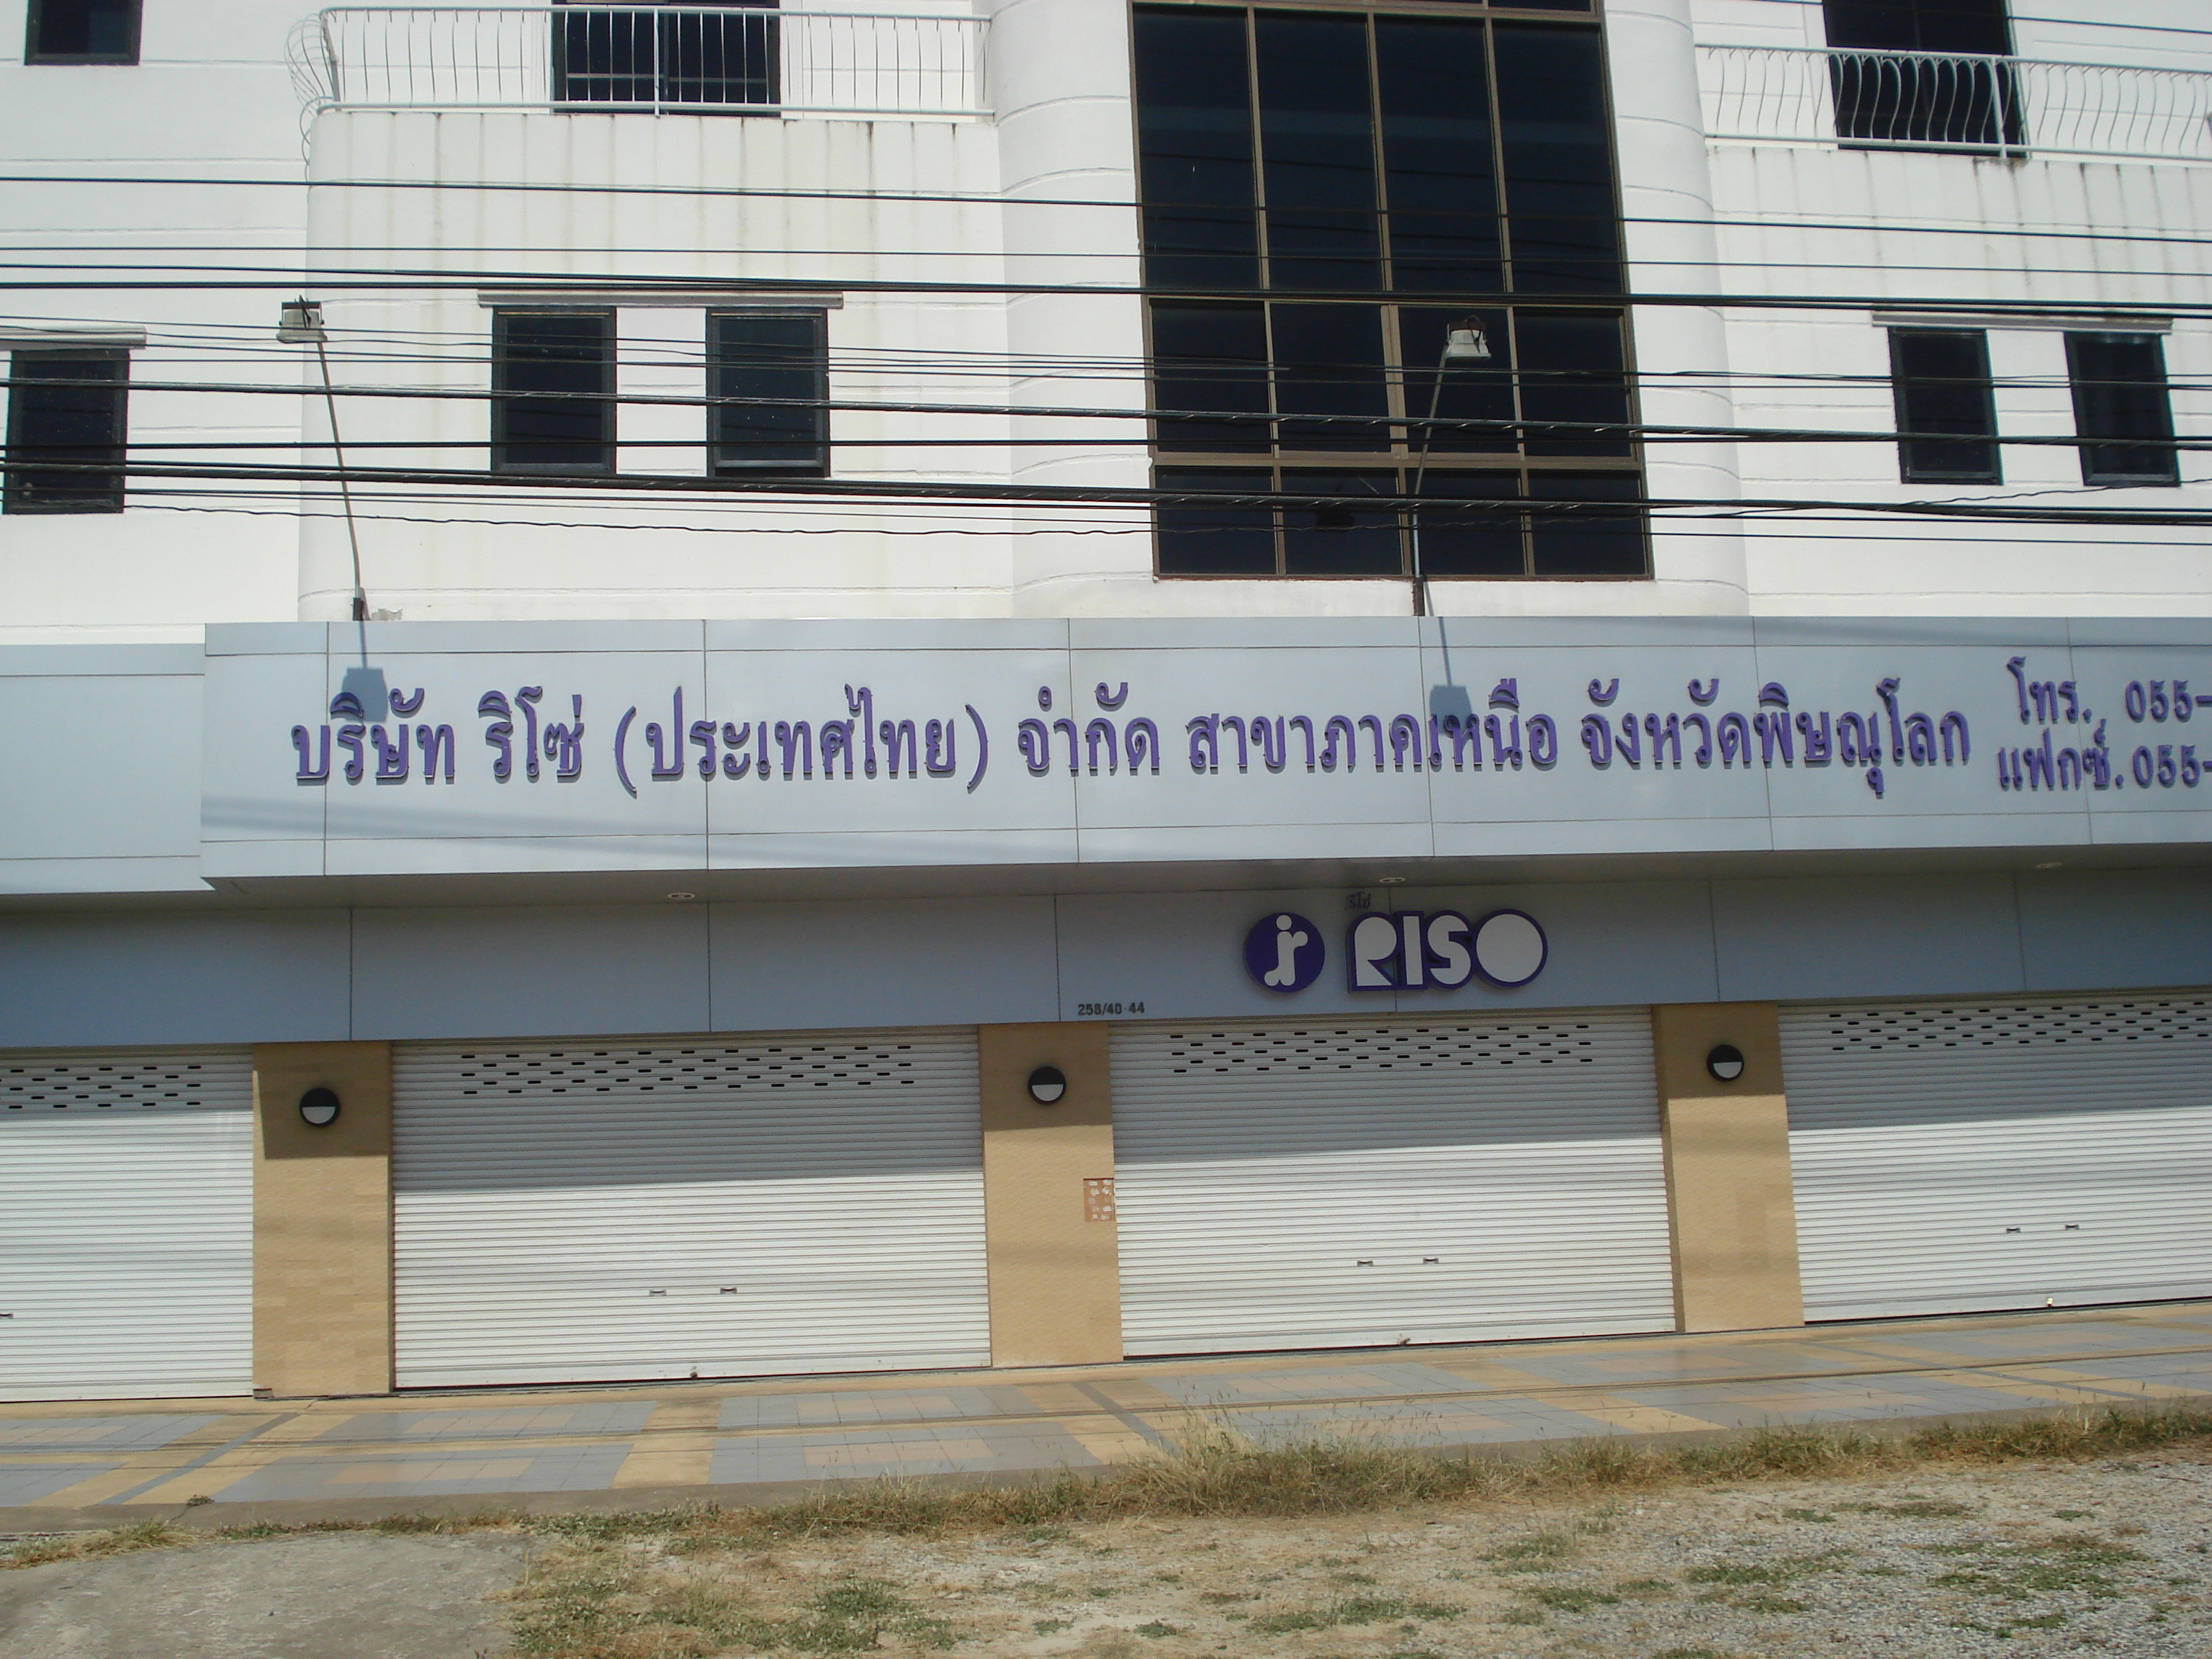 บริษัท ริโซ่ (ประเทศไทย) จำกัด สาขาภาคเหนือ จังหวัดพิษณุโลก
โทร. 055-
แฟกซ์. 055-
ริโซ่
RISO
258/40-44